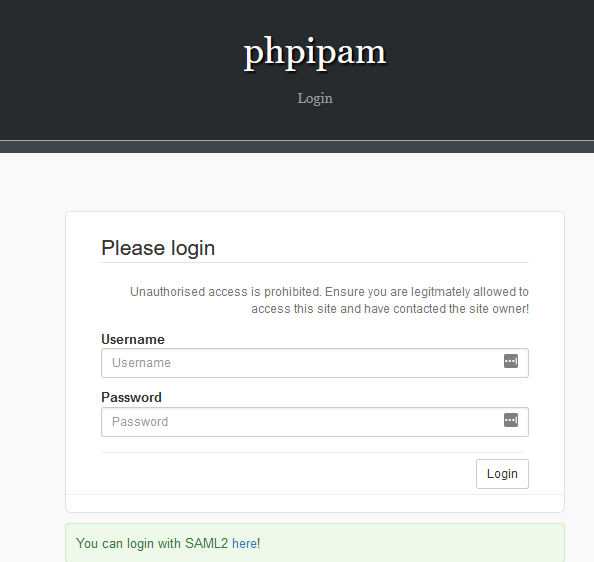 phpipam
Login
Please login
Unauthorised access is prohibited. Ensure you are legitmately allowed to
access this site and have contacted the site owner!
Username
Username
Password
Password
Login
You can login with SAML2 here!